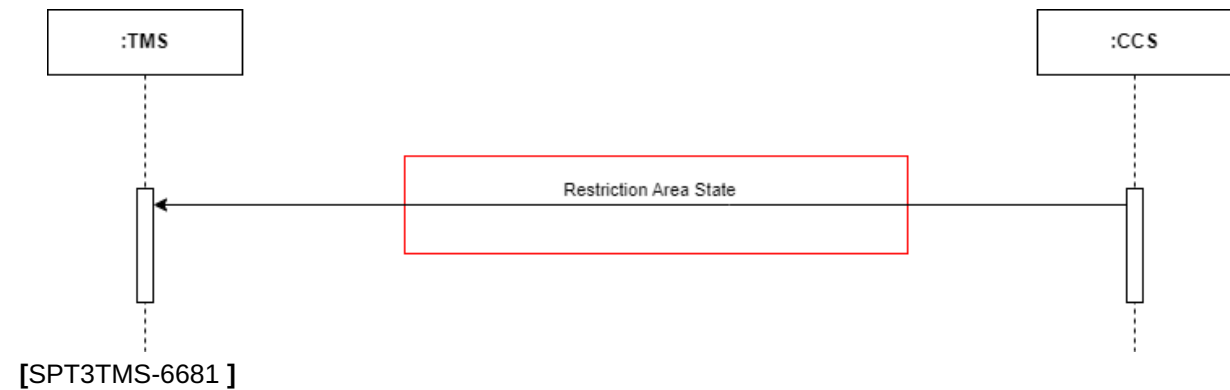 :TMS
:CCS
Restriction Area State
[SPT3TMS-6681 ]